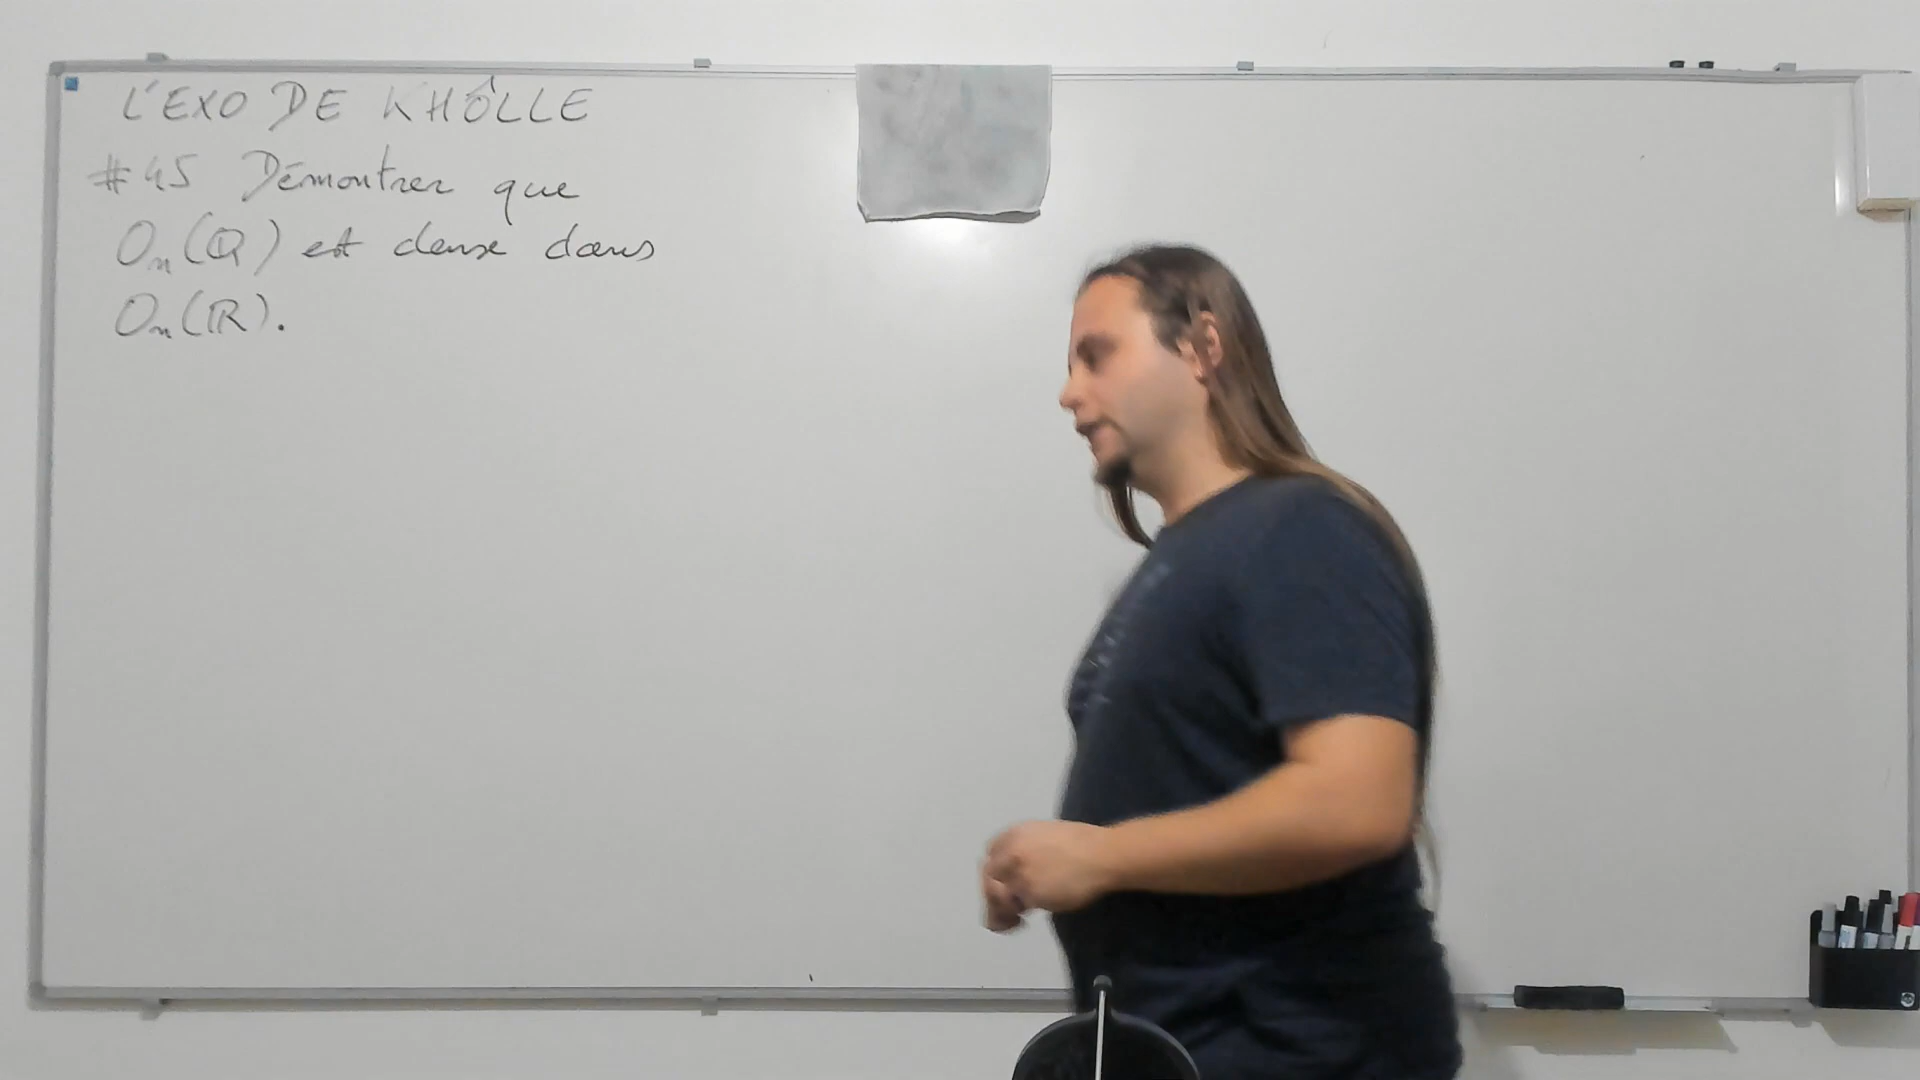 L'EXO DE KHÔLLE
#45 Démontrer que
On(Q) est dense dans
On(R).